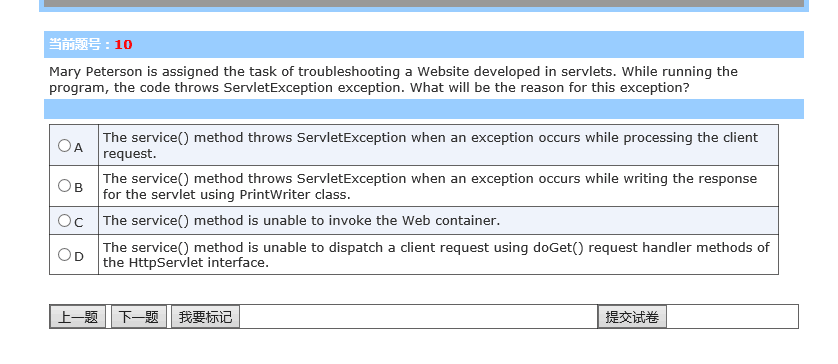 当前题号：10
Mary Peterson is assigned the task of troubleshooting a Website developed in servlets. While running the
program, the code throws ServletException exception. What will be the reason for this exception?
A
The service() method throws ServletException when an exception occurs while processing the client
request.
B
The service() method throws ServletException when an exception occurs while writing the response
for the servlet using PrintWriter class.
C
The service() method is unable to invoke the Web container.
D
The service() method is unable to dispatch a client request using doGet() request handler methods of
the HttpServlet interface.
上一题 下一题 我要标记 提交试卷